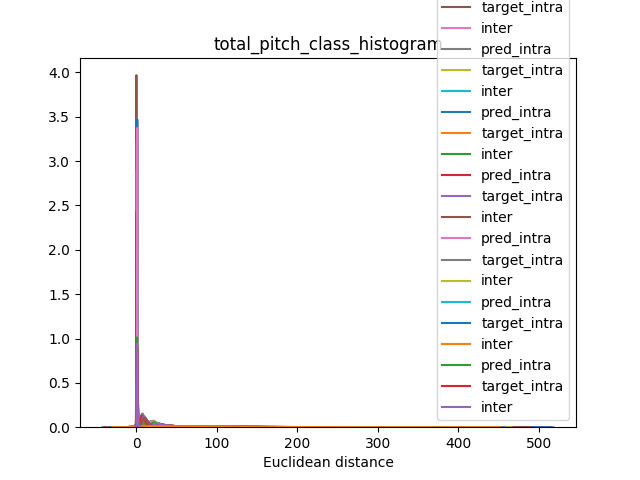 total_pitch_class_histogram
target_intra
inter
pred_intra
target_intra
inter
pred_intra
target_intra
inter
pred_intra
target_intra
inter
pred_intra
target_intra
inter
pred_intra
target_intra
inter
pred_intra
target_intra
inter
4.0
3.5
3.0
2.5
2.0
1.5
1.0
0.5
0.0
0 100 200 300 400 500
Euclidean distance